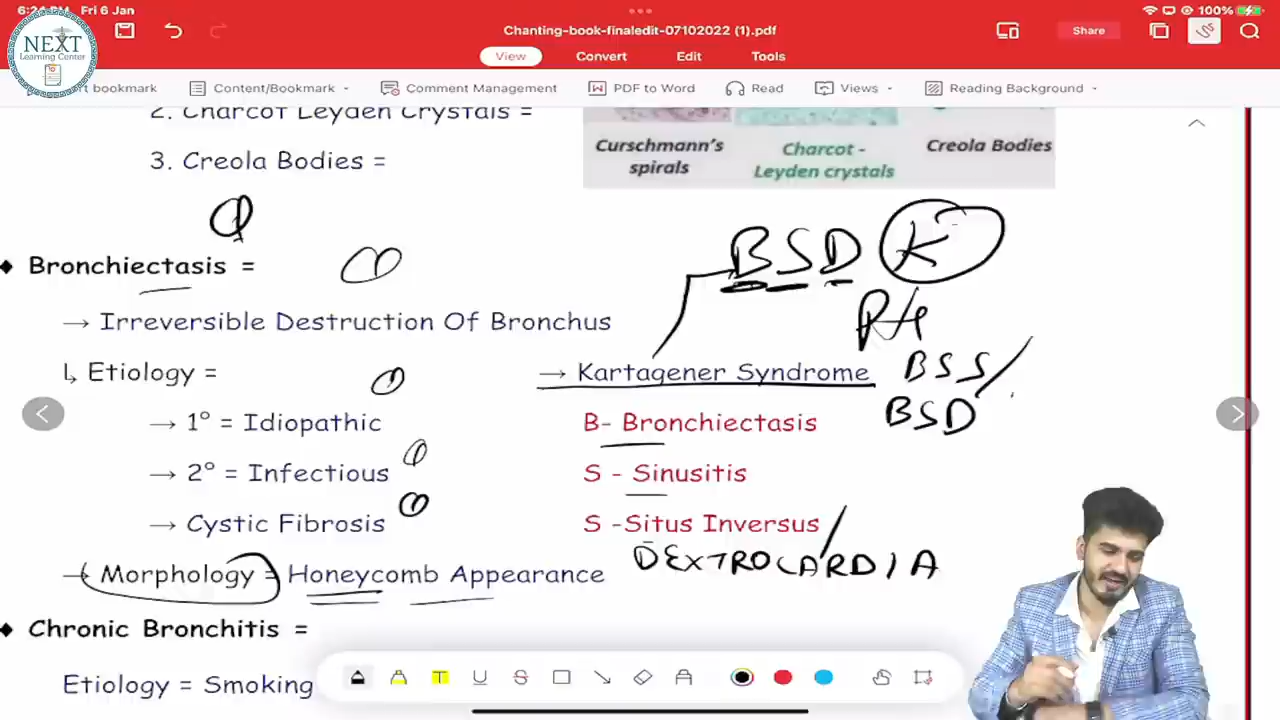 6:24 PM Fri 6 Jan
100%
NEXT
Learning Center
Chanting-book-finaledit-07102022 (1).pdf
Share
View Convert Edit Tools
bookmark Content/Bookmark Comment Management PDF to Word Read Views Reading Background
2. Charcot Leyden Crystals =
3. Creola Bodies =
Curschmann's
spirals
Charcot -
Leyden crystals
Creola Bodies
BSD K
Bronchiectasis =
→ Irreversible Destruction Of Bronchus
↳ Etiology =
→ Kartagener Syndrome
BSS/
BSD
→ 1° = Idiopathic
B- Bronchiectasis
→ 2° = Infectious
S - Sinusitis
→ Cystic Fibrosis
S -Situs Inversus /
DEXTROCARDIA
→ Morphology = Honeycomb Appearance
Chronic Bronchitis =
Etiology = Smoking